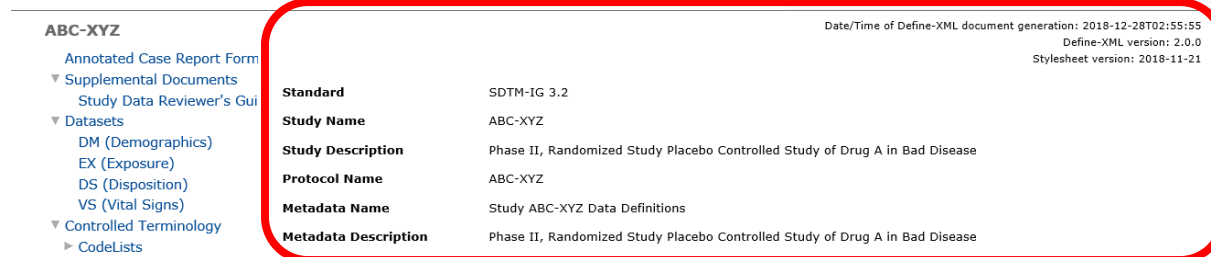 ABC-XYZ
Annotated Case Report Form
Supplemental Documents
Study Data Reviewer's Gui
Datasets
DM (Demographics)
EX (Exposure)
DS (Disposition)
VS (Vital Signs)
Controlled Terminology
CodeLists
Date/Time of Define-XML document generation: 2018-12-28T02:55:55
Define-XML version: 2.0.0
Stylesheet version: 2018-11-21
Standard SDTM-IG 3.2
Study Name ABC-XYZ
Study Description Phase II, Randomized Study Placebo Controlled Study of Drug A in Bad Disease
Protocol Name ABC-XYZ
Metadata Name Study ABC-XYZ Data Definitions
Metadata Description Phase II, Randomized Study Placebo Controlled Study of Drug A in Bad Disease